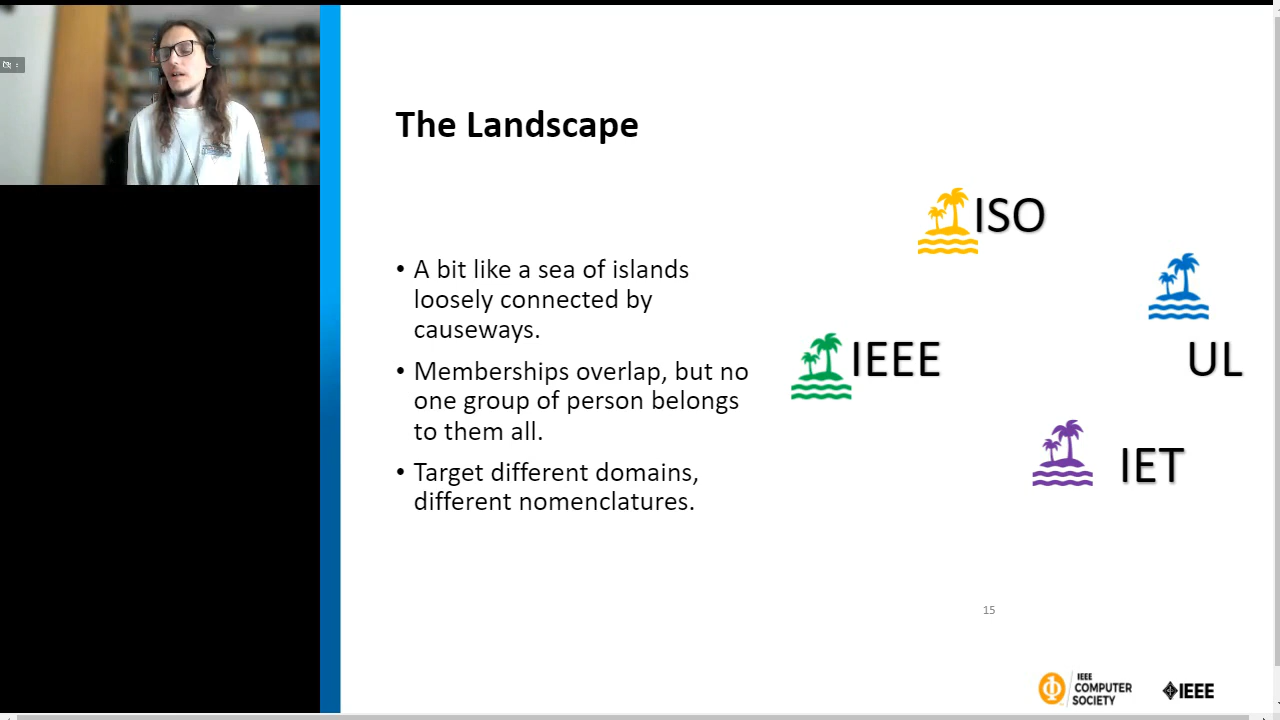 The Landscape
• A bit like a sea of islands
loosely connected by
causeways.
• Memberships overlap, but no
one group of person belongs
to them all.
• Target different domains,
different nomenclatures.
ISO
IEEE
UL
IET
15
IEEE
COMPUTER
SOCIETY
IEEE